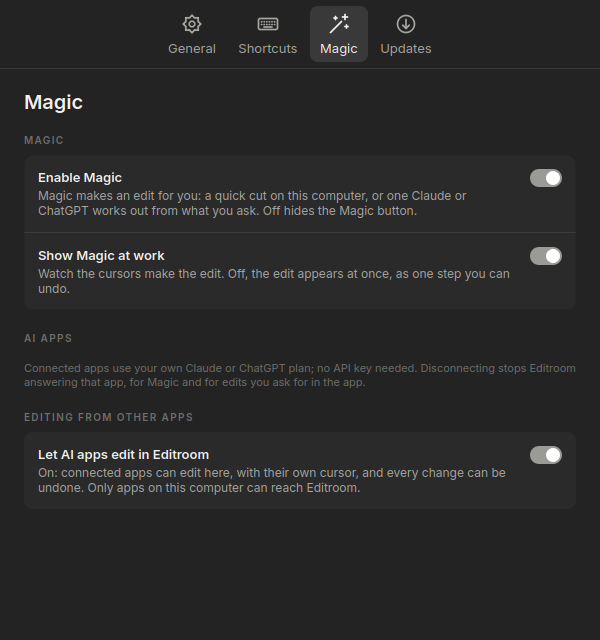 General Shortcuts Magic Updates
Magic
MAGIC
Enable Magic
Magic makes an edit for you: a quick cut on this computer, or one Claude or
ChatGPT works out from what you ask. Off hides the Magic button.
Show Magic at work
Watch the cursors make the edit. Off, the edit appears at once, as one step you can
undo.
AI APPS
Connected apps use your own Claude or ChatGPT plan; no API key needed. Disconnecting stops Editroom
answering that app, for Magic and for edits you ask for in the app.
EDITING FROM OTHER APPS
Let AI apps edit in Editroom
On: connected apps can edit here, with their own cursor, and every change can be
undone. Only apps on this computer can reach Editroom.